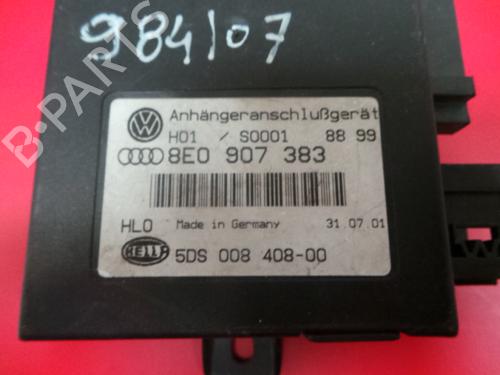 984107
B-PARTS
Anhängeranschlußgerät
H01 / S0001 88 99
8E0 907 383
HLO Made in Germany 31.07.01
HELLA 5DS 008 408-00